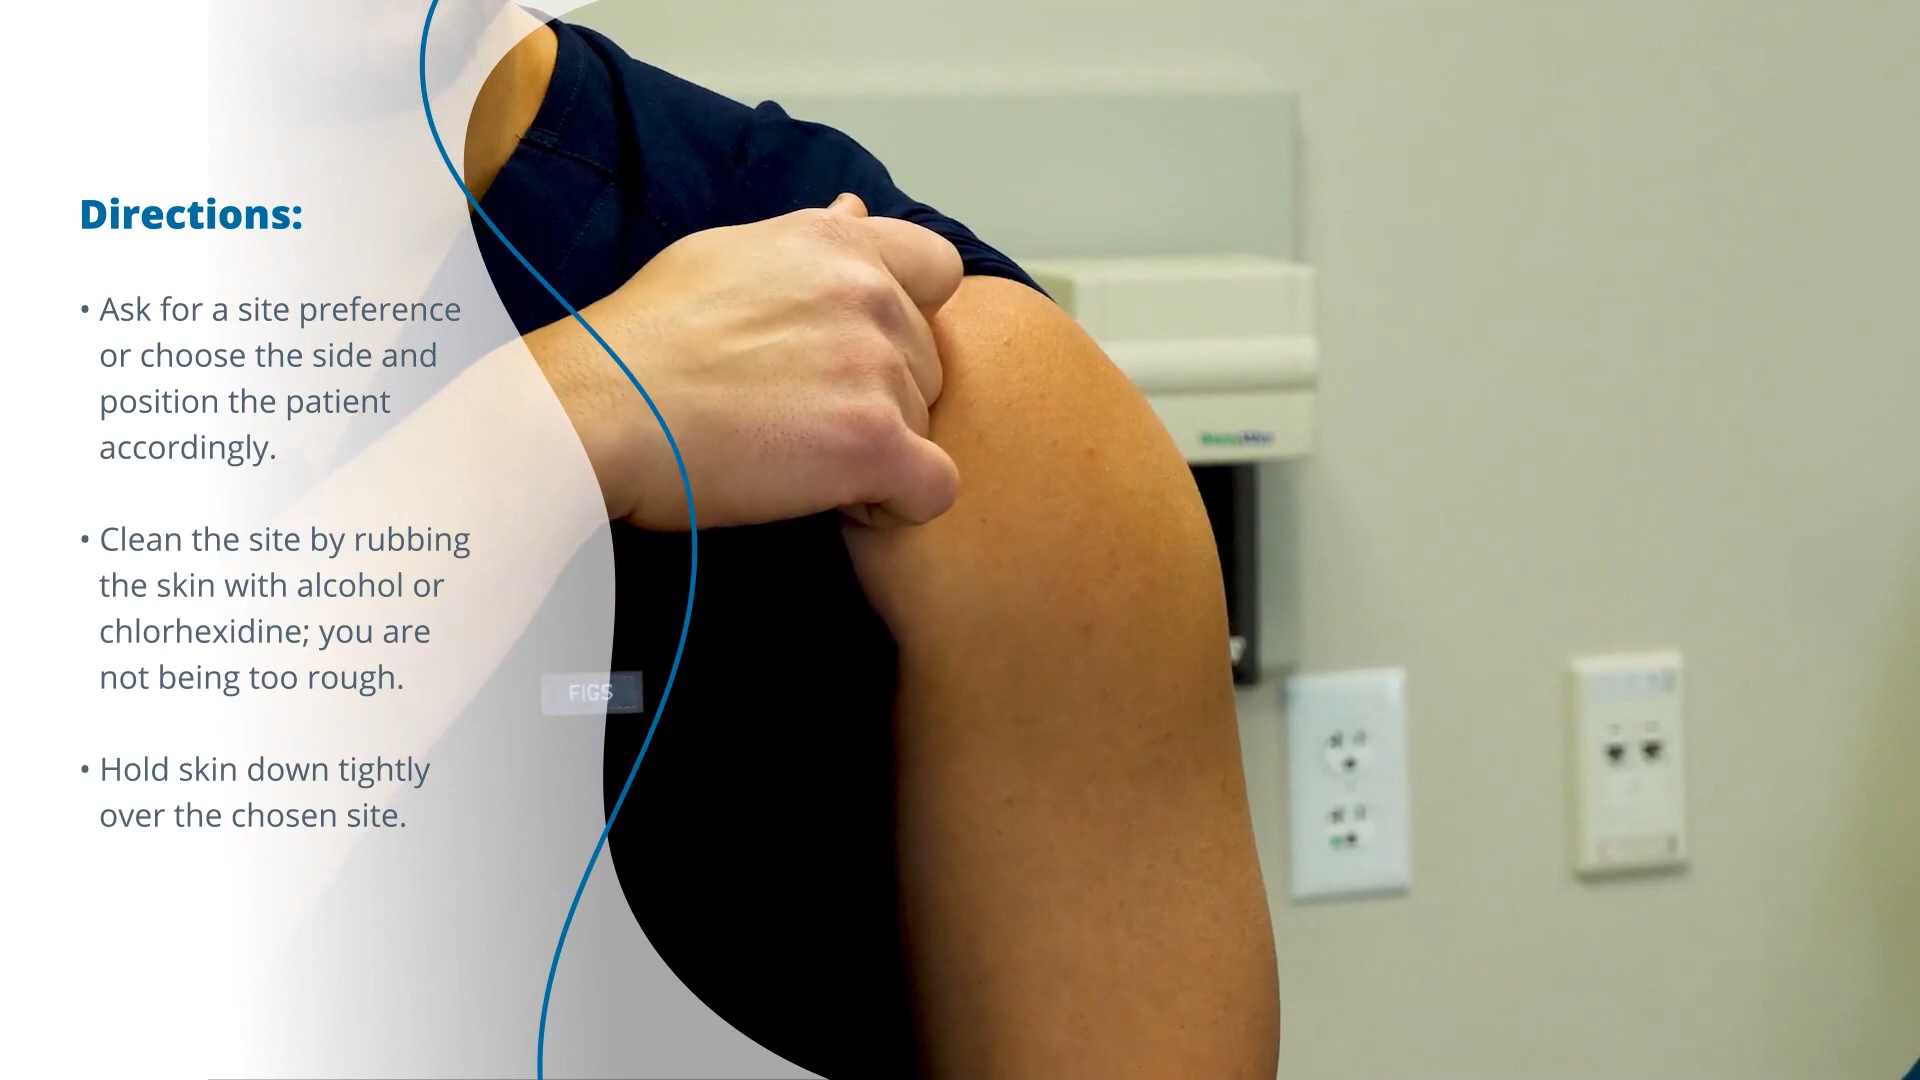 Directions:
• Ask for a site preference
or choose the side and
position the patient
accordingly.
• Clean the site by rubbing
the skin with alcohol or
chlorhexidine; you are
not being too rough.
• Hold skin down tightly
over the chosen site.
FIGS